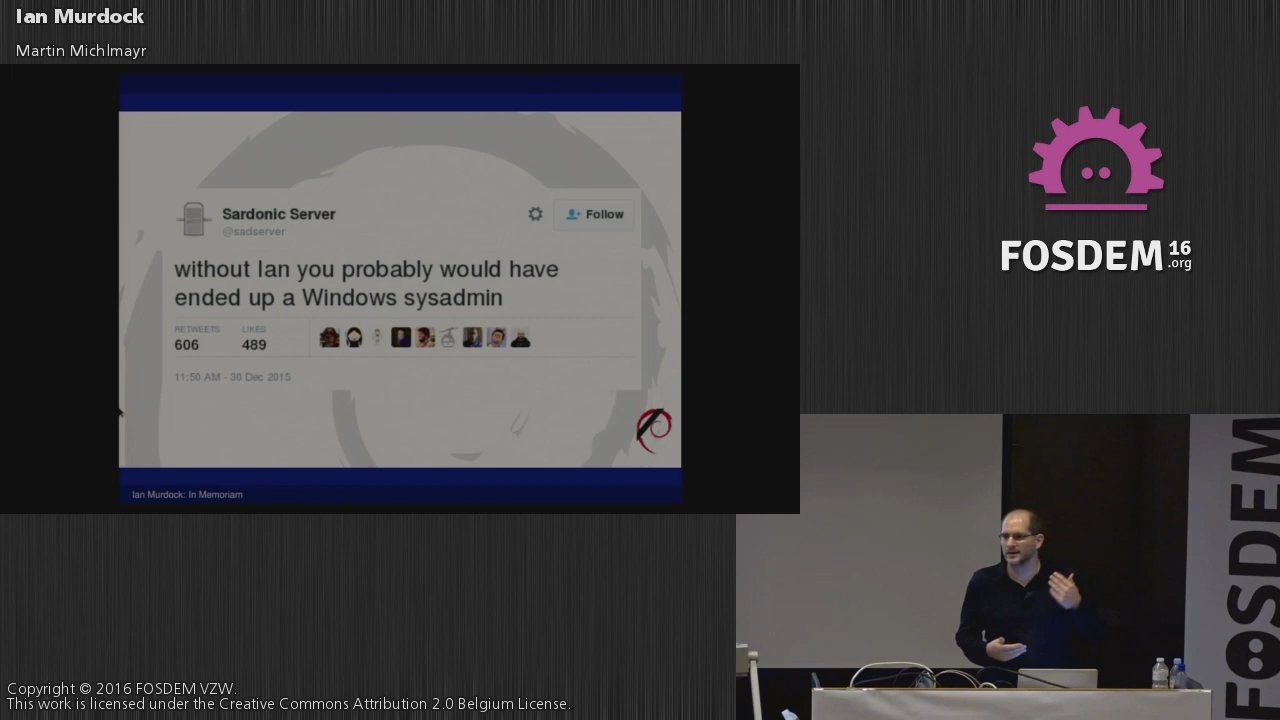 Ian Murdock
Martin Michlmayr
Sardonic Server
@sadserver
Follow
without Ian you probably would have
ended up a Windows sysadmin
RETWEETS
LIKES
606
489
11:50 AM - 30 Dec 2015
Ian Murdock: In Memoriam
FOSDEM 16
.org
FOSDEM
Copyright © 2016 FOSDEM VZW.
This work is licensed under the Creative Commons Attribution 2.0 Belgium License.